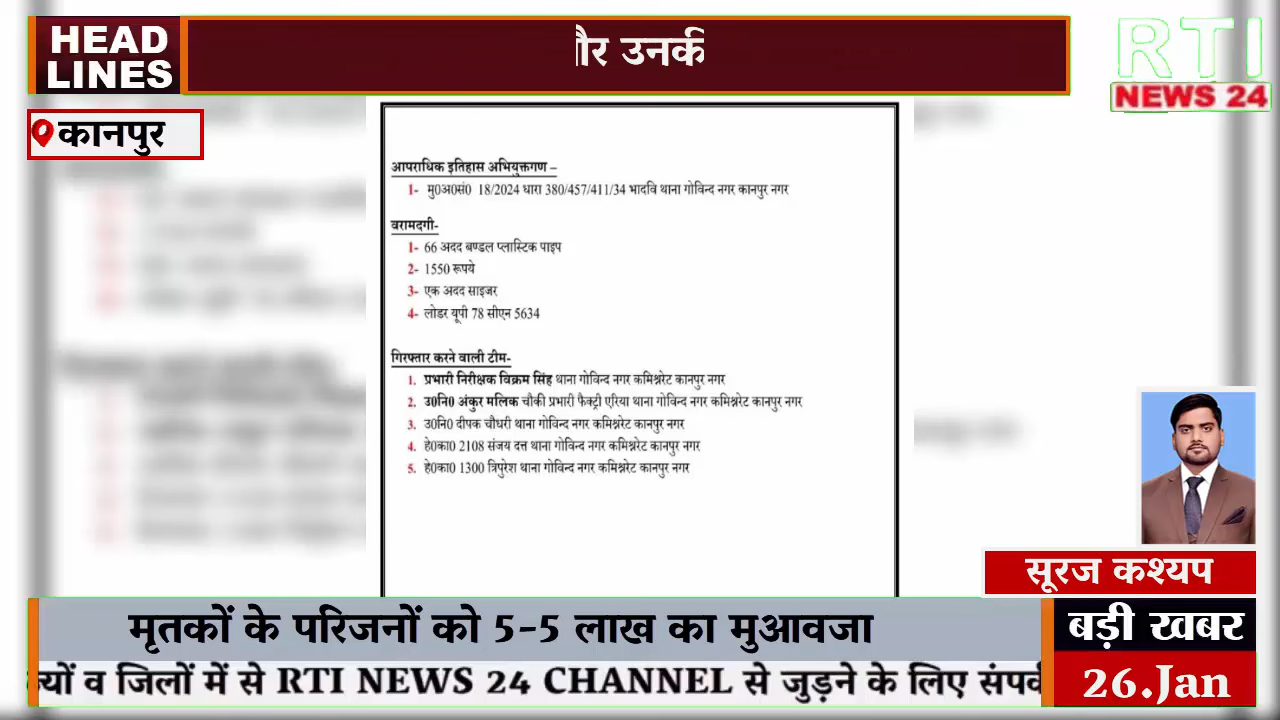 HEAD
LINES
और उनकी
RTI
NEWS 24
कानपुर
आपराधिक इतिहास अभियुक्तगण –
1- मु0अ0सं0 18/2024 धारा 380/457/411/34 भादवि थाना गोविन्द नगर कानपुर नगर
बरामदगी-
1- 66 अदद बण्डल प्लास्टिक पाइप
2- 1550 रूपये
3- एक अदद साइजर
4- लोडर यूपी 78 सीएन 5634
गिरफ्तार करने वाली टीम-
1. प्रभारी निरीक्षक विक्रम सिंह थाना गोविन्द नगर कमिश्नरेट कानपुर नगर
2. उ0नि0 अंकुर मलिक चौकी प्रभारी फैक्ट्री एरिया थाना गोविन्द नगर कमिश्नरेट कानपुर नगर
3. उ0नि0 दीपक चौधरी थाना गोविन्द नगर कमिश्नरेट कानपुर नगर
4. हे0का0 2108 संजय दत्त थाना गोविन्द नगर कमिश्नरेट कानपुर नगर
5. हे0का0 1300 त्रिपुरेश थाना गोविन्द नगर कमिश्नरेट कानपुर नगर
सूरज कश्यप
मृतकों के परिजनों को 5-5 लाख का मुआवजा
बड़ी खबर
व जिलों में से RTI NEWS 24 CHANNEL से जुड़ने के लिए
26.Jan